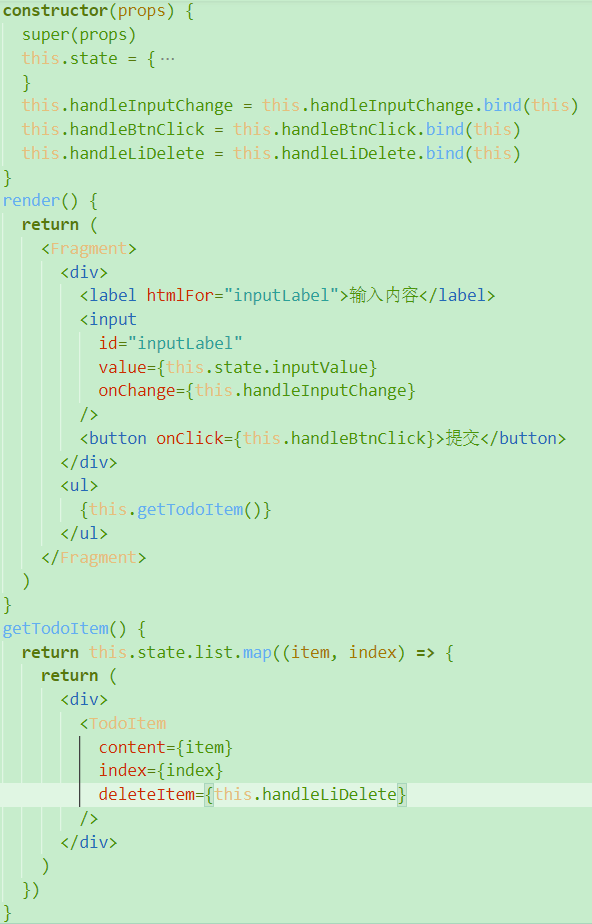 constructor(props) {
  super(props)
  this.state = {⋯
  }
  this.handleInputChange = this.handleInputChange.bind(this)
  this.handleBtnClick = this.handleBtnClick.bind(this)
  this.handleLiDelete = this.handleLiDelete.bind(this)
}
render() {
  return (
    <Fragment>
      <div>
        <label htmlFor="inputLabel">输入内容</label>
        <input
          id="inputLabel"
          value={this.state.inputValue}
          onChange={this.handleInputChange}
        />
        <button onClick={this.handleBtnClick}>提交</button>
      </div>
      <ul>
        {this.getTodoItem()}
      </ul>
    </Fragment>
  )
}
getTodoItem() {
  return this.state.list.map((item, index) => {
    return (
      <div>
        <TodoItem
          content={item}
          index={index}
          deleteItem={this.handleLiDelete}
        />
      </div>
    )
  })
}